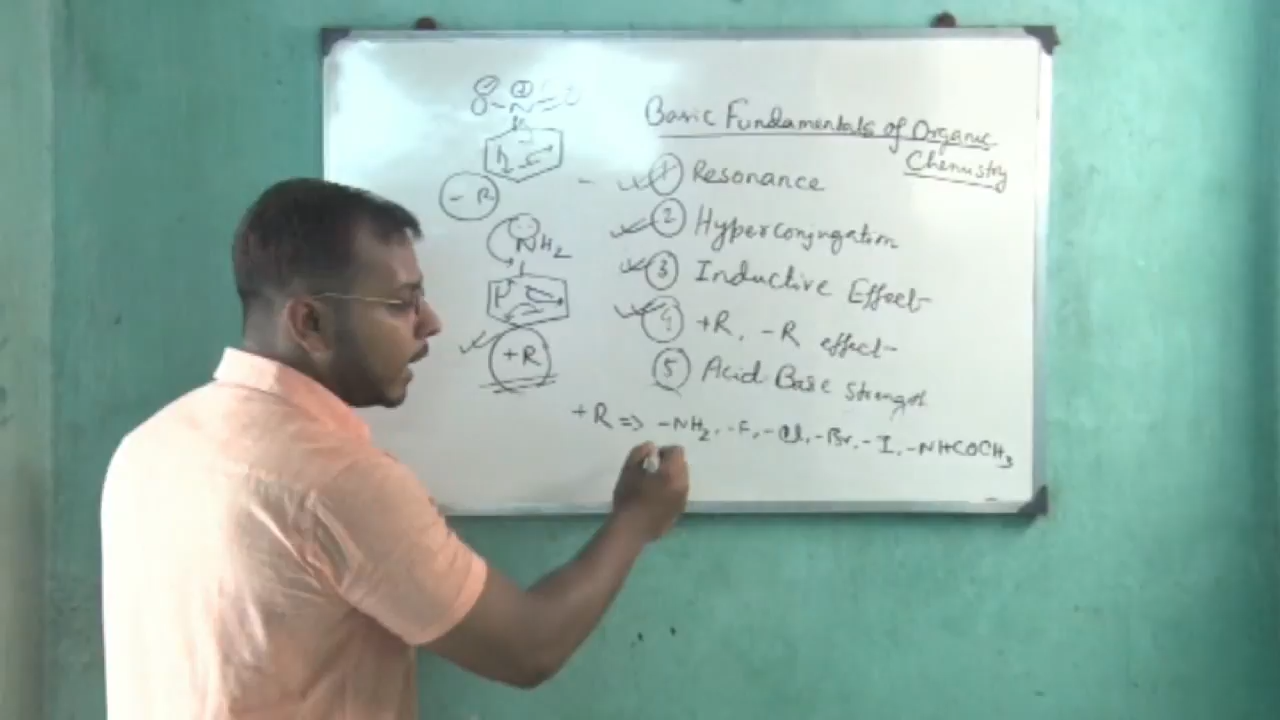 Basic Fundamentals of Organic
Chemistry
① Resonance
② Hyperconjugation
③ Inductive Effect
④ +R, -R effect
⑤ Acid Base Strength
+R ⇒ -NH₂, -F, -Cl, -Br, -I, -NHCOCH₃
O - N = O
- R
NH₂
+R